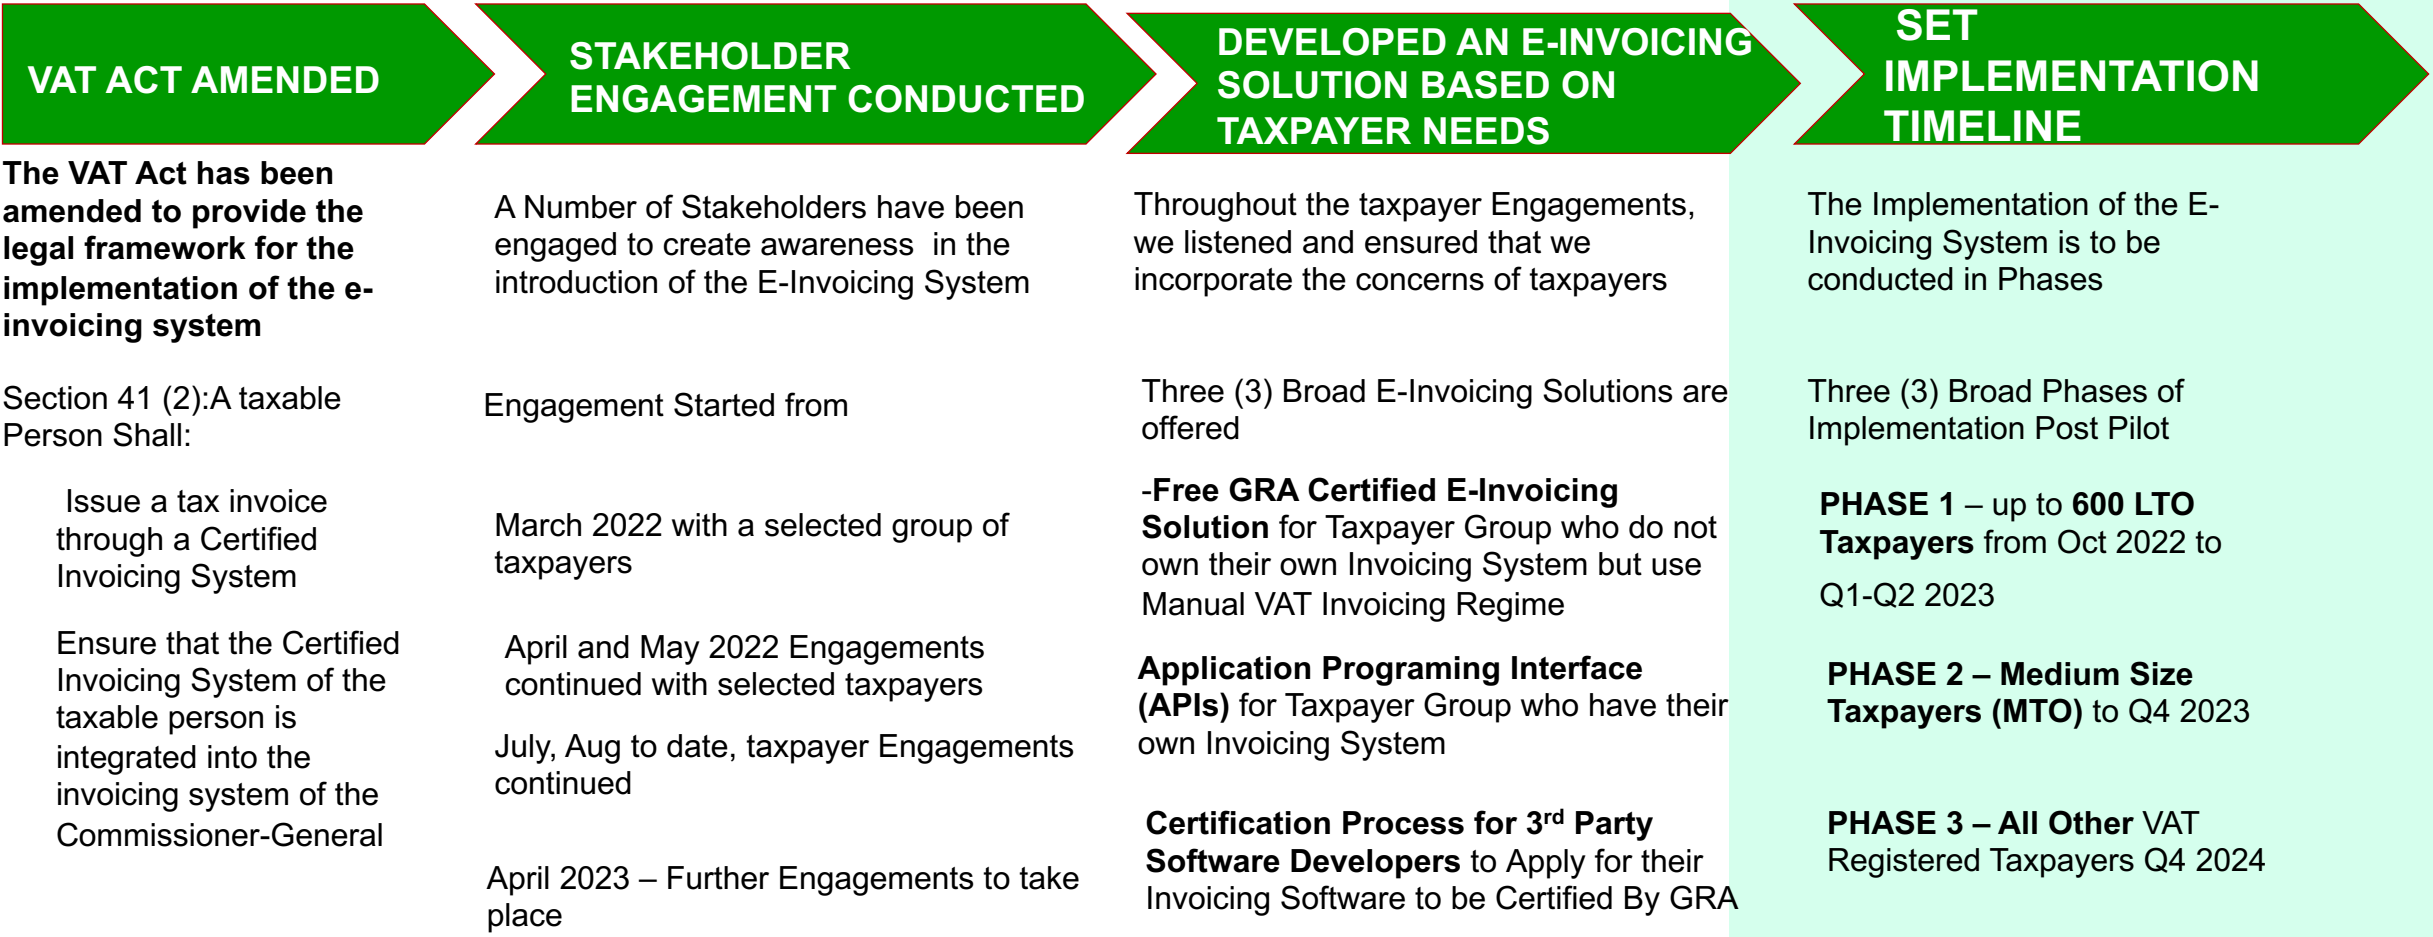 VAT ACT AMENDED
The VAT Act has been
amended to provide the
legal framework for the
implementation of the e-
invoicing system
Section 41 (2):A taxable
Person Shall:
Issue a tax invoice
through a Certified
Invoicing System
Ensure that the Certified
Invoicing System of the
taxable person is
integrated into the
invoicing system of the
Commissioner-General
STAKEHOLDER
ENGAGEMENT CONDUCTED
A Number of Stakeholders have been
engaged to create awareness  in the
introduction of the E-Invoicing System
Engagement Started from
March 2022 with a selected group of
taxpayers
April and May 2022 Engagements
continued with selected taxpayers
July, Aug to date, taxpayer Engagements
continued
April 2023 – Further Engagements to take
place
DEVELOPED AN E-INVOICING
SOLUTION BASED ON
TAXPAYER NEEDS
Throughout the taxpayer Engagements,
we listened and ensured that we
incorporate the concerns of taxpayers
Three (3) Broad E-Invoicing Solutions are
offered
-Free GRA Certified E-Invoicing
Solution for Taxpayer Group who do not
own their own Invoicing System but use
Manual VAT Invoicing Regime
Application Programing Interface
(APIs) for Taxpayer Group who have their
own Invoicing System
Certification Process for 3rd Party
Software Developers to Apply for their
Invoicing Software to be Certified By GRA
SET
IMPLEMENTATION
TIMELINE
The Implementation of the E-
Invoicing System is to be
conducted in Phases
Three (3) Broad Phases of
Implementation Post Pilot
PHASE 1 – up to 600 LTO
Taxpayers from Oct 2022 to
Q1-Q2 2023
PHASE 2 – Medium Size
Taxpayers (MTO) to Q4 2023
PHASE 3 – All Other VAT
Registered Taxpayers Q4 2024